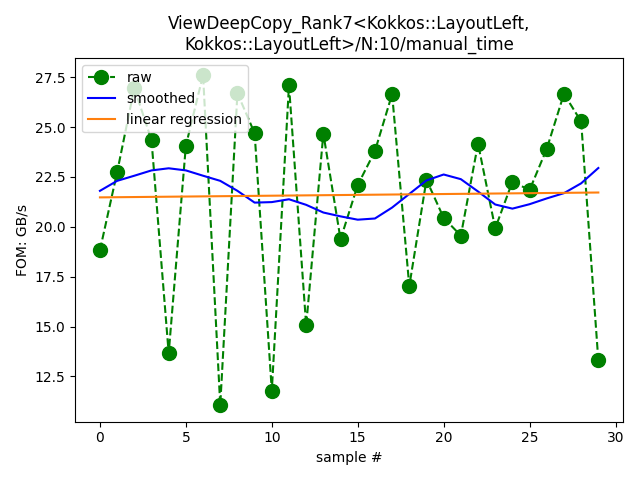 ViewDeepCopy_Rank7<Kokkos::LayoutLeft,
Kokkos::LayoutLeft>/N:10/manual_time
raw
smoothed
linear regression
FOM: GB/s
27.5
25.0
22.5
20.0
17.5
15.0
12.5
0 5 10 15 20 25 30
sample #